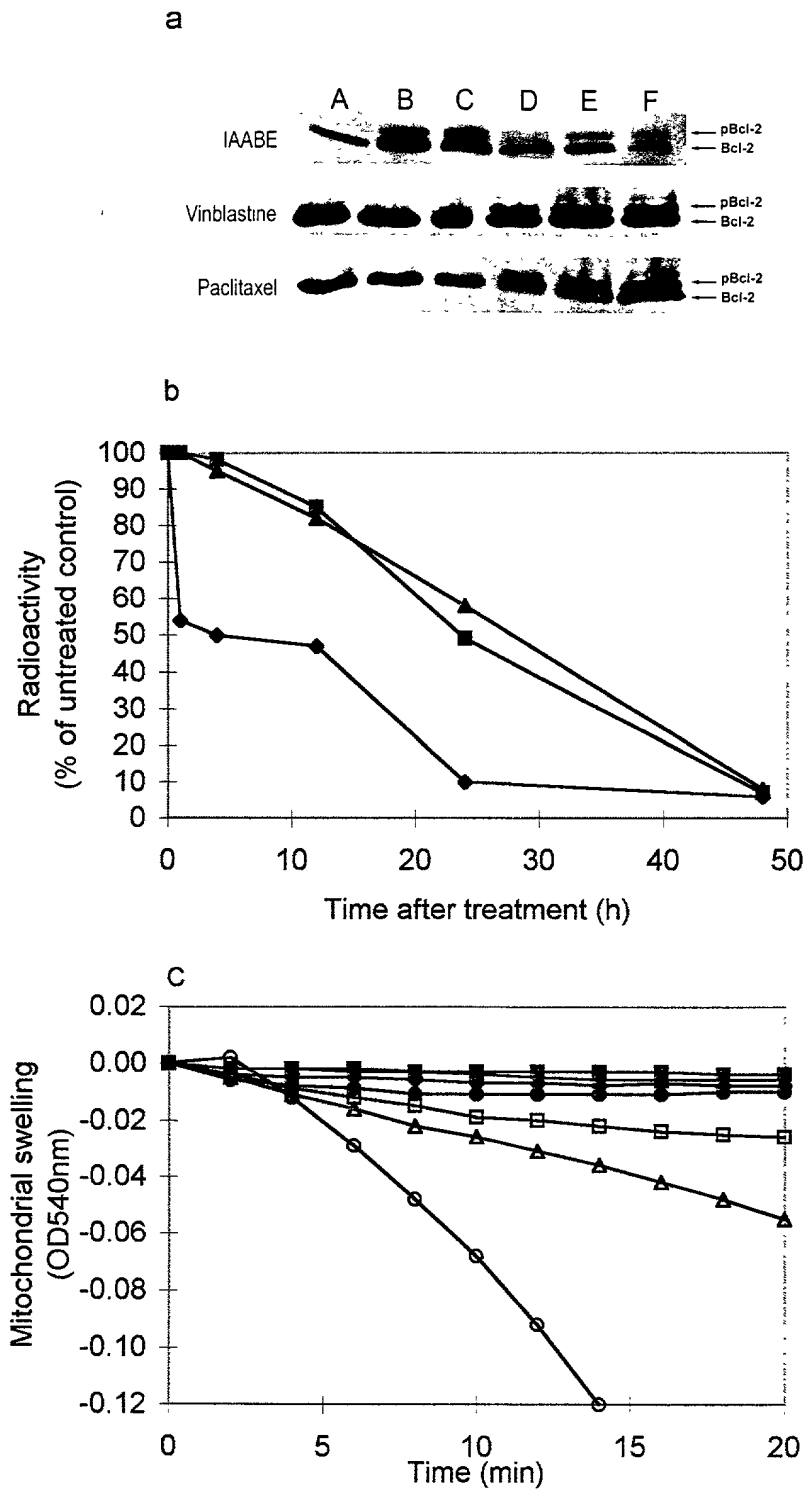 a
A B C D E F
IAABE
pBcl-2
Bcl-2
Vinblastine
pBcl-2
Bcl-2
Paclitaxel
pBcl-2
Bcl-2
b
100
90
80
70
60
50
40
30
20
10
0
Radioactivity
(% of untreated control)
0 10 20 30 40 50
Time after treatment (h)
c
0.02
0.00
-0.02
-0.04
-0.06
-0.08
-0.10
-0.12
Mitochondrial swelling
(OD540nm)
0 5 10 15 20
Time (min)